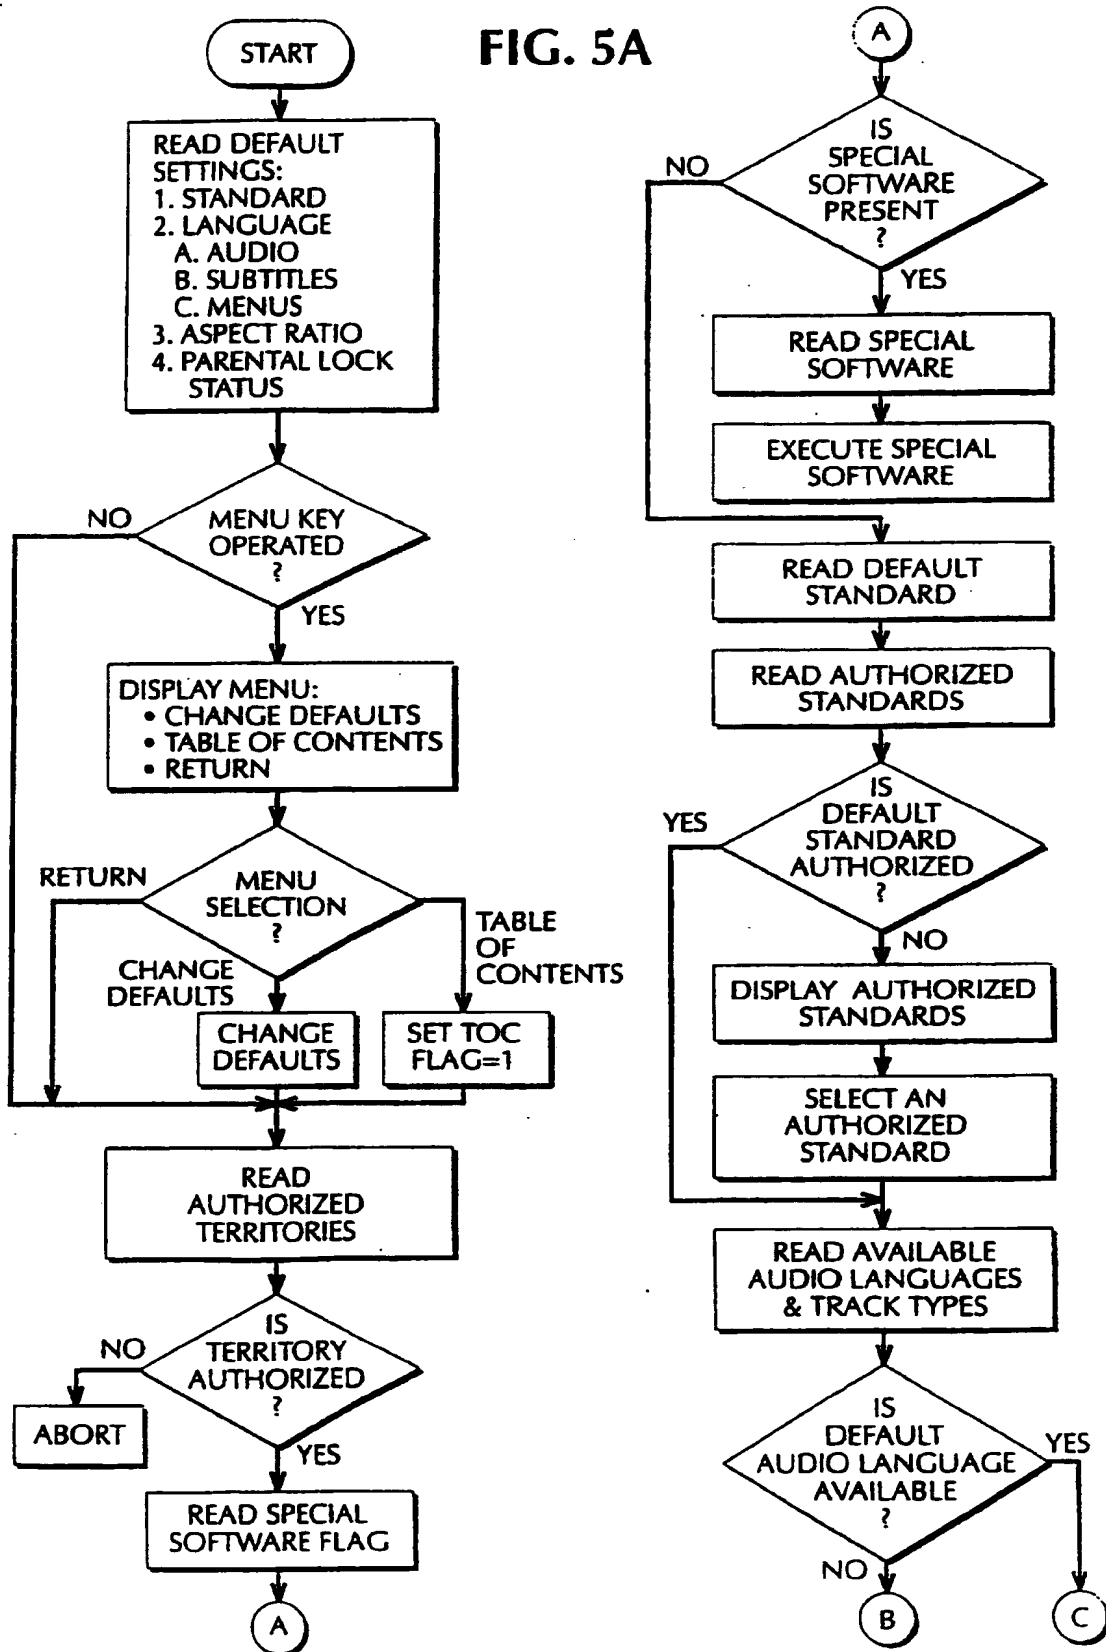 FIG. 5A
START
READ DEFAULT
SETTINGS:
1. STANDARD
2. LANGUAGE
A. AUDIO
B. SUBTITLES
C. MENUS
3. ASPECT RATIO
4. PARENTAL LOCK
STATUS
MENU KEY
OPERATED
?
NO
YES
DISPLAY MENU:
• CHANGE DEFAULTS
• TABLE OF CONTENTS
• RETURN
MENU
SELECTION
?
RETURN
CHANGE
DEFAULTS
TABLE
OF
CONTENTS
CHANGE
DEFAULTS
SET TOC
FLAG=1
READ
AUTHORIZED
TERRITORIES
IS
TERRITORY
AUTHORIZED
?
NO
ABORT
YES
READ SPECIAL
SOFTWARE FLAG
A
A
IS
SPECIAL
SOFTWARE
PRESENT
?
NO
YES
READ SPECIAL
SOFTWARE
EXECUTE SPECIAL
SOFTWARE
READ DEFAULT
STANDARD
READ AUTHORIZED
STANDARDS
IS
DEFAULT
STANDARD
AUTHORIZED
?
YES
NO
DISPLAY AUTHORIZED
STANDARDS
SELECT AN
AUTHORIZED
STANDARD
READ AVAILABLE
AUDIO LANGUAGES
& TRACK TYPES
IS
DEFAULT
AUDIO LANGUAGE
AVAILABLE
?
YES
NO
B
C